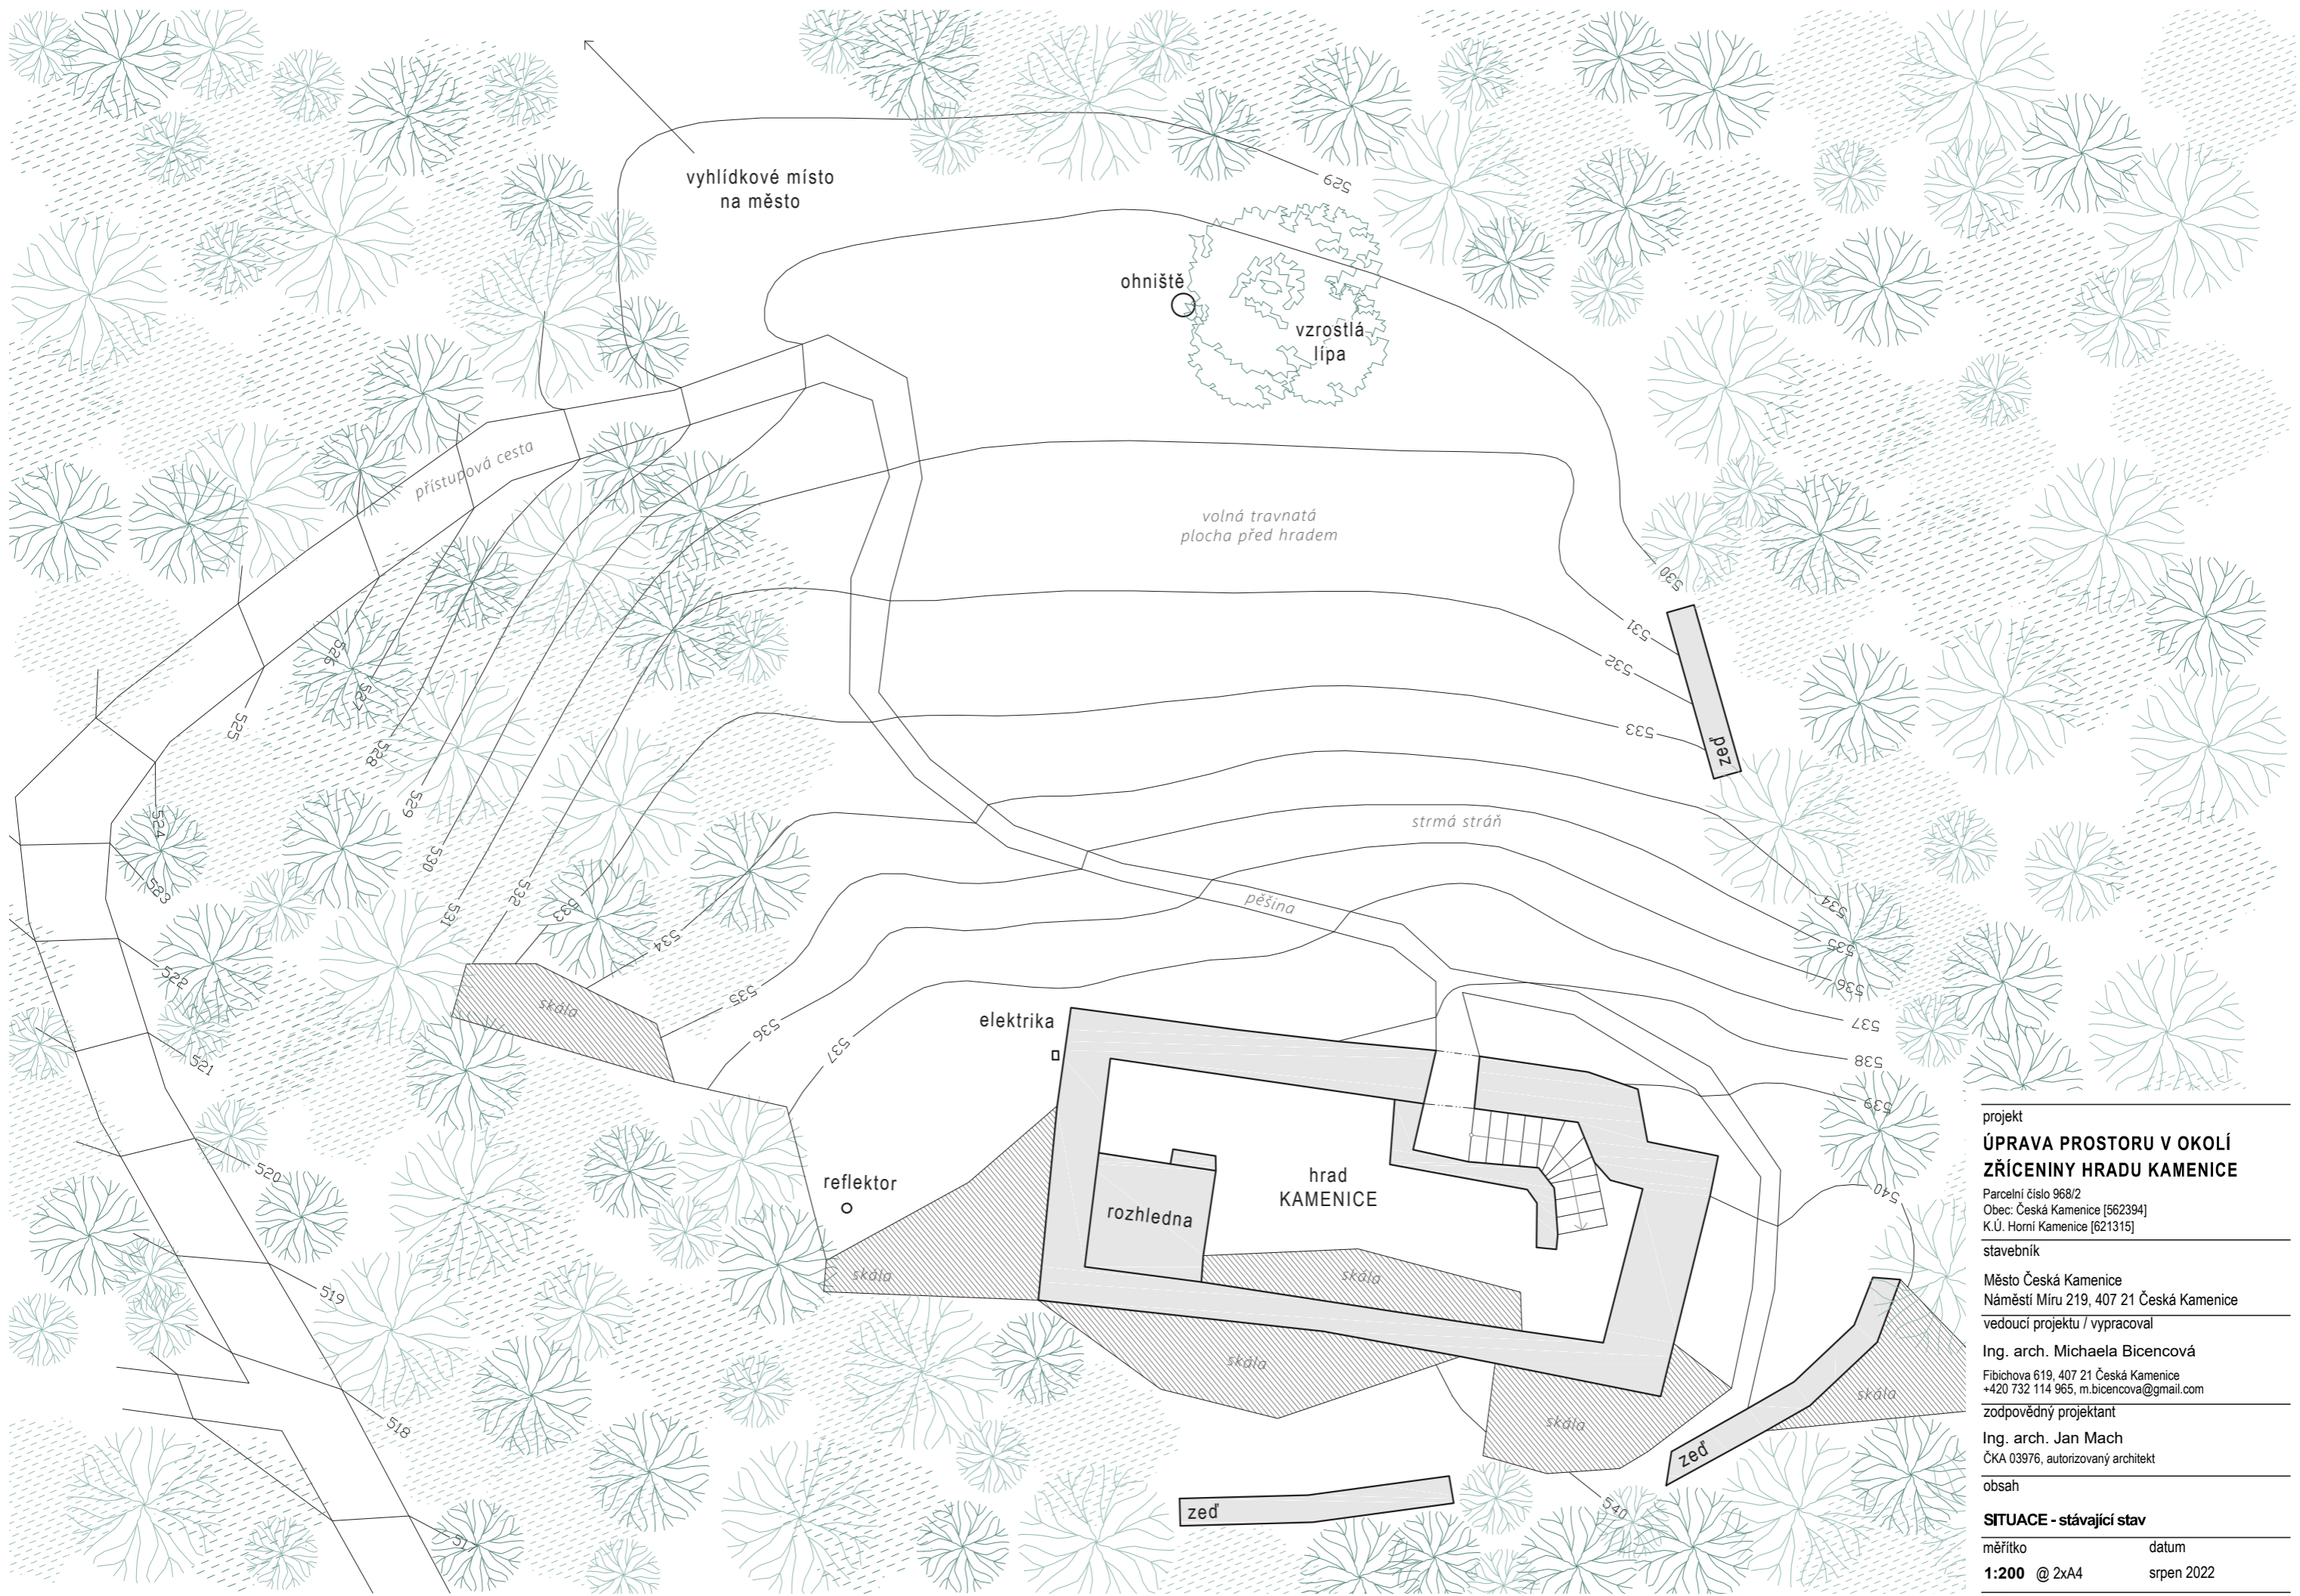 vyhlídkové místo
na město
529
ohniště
vzrostlá
lípa
přístupová cesta
volná travnatá
plocha před hradem
530
531
532
533
zeď
526
527
525
528
529
524
530
strmá stráň
523
532
531
533
534
pěšina
534
535
536
537
538
539
540
522
521
520
519
518
517
skála
535
536
537
elektrika
reflektor
rozhledna
hrad
KAMENICE
skála
skála
skála
skála
skála
zeď
zeď
540
projekt
ÚPRAVA PROSTORU V OKOLÍ
ZŘÍCENINY HRADU KAMENICE
Parcelní číslo 968/2
Obec: Česká Kamenice [562394]
K.Ú. Horní Kamenice [621315]
stavebník
Město Česká Kamenice
Náměstí Míru 219, 407 21 Česká Kamenice
vedoucí projektu / vypracoval
Ing. arch. Michaela Bicencová
Fibichova 619, 407 21 Česká Kamenice
+420 732 114 965, m.bicencova@gmail.com
zodpovědný projektant
Ing. arch. Jan Mach
ČKA 03976, autorizovaný architekt
obsah
SITUACE - stávající stav
měřítko datum
1:200 @ 2xA4 srpen 2022